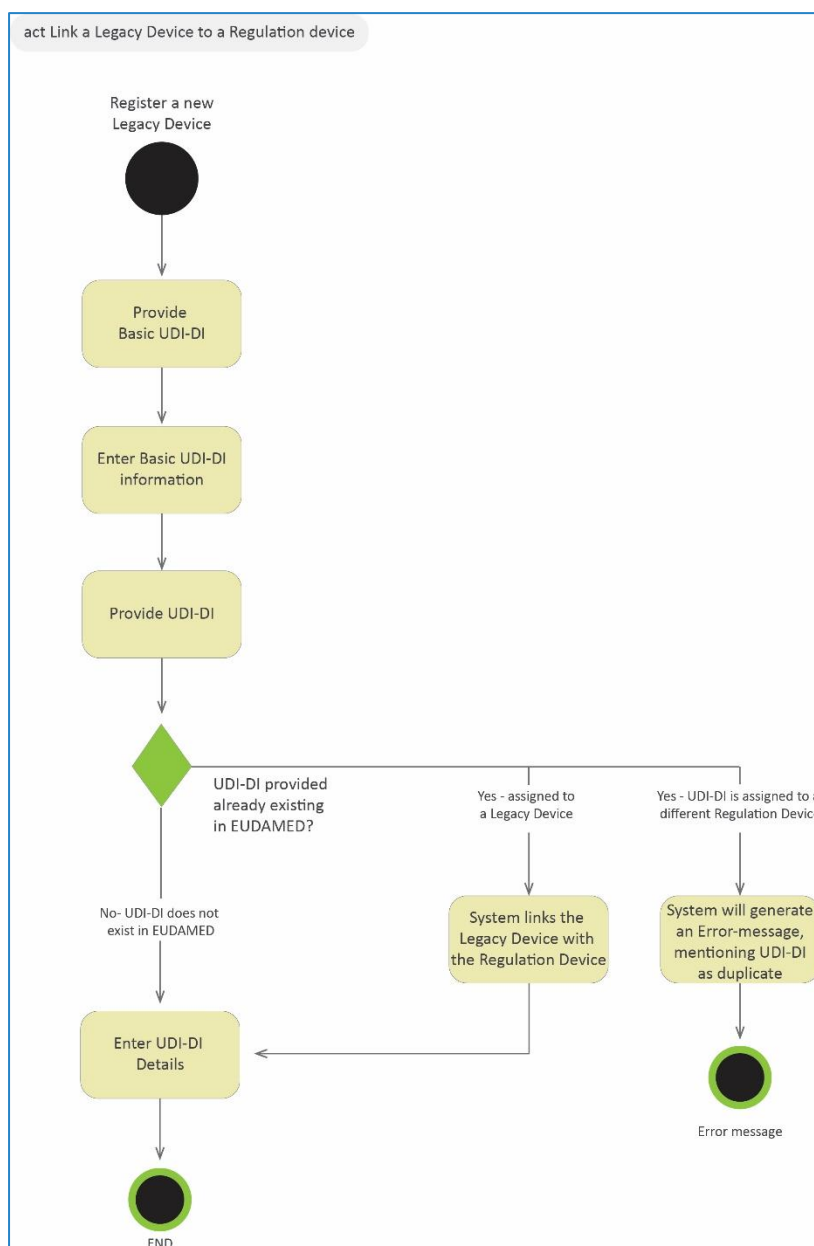 act Link a Legacy Device to a Regulation device
Register a new
Legacy Device
Provide
Basic UDI-DI
Enter Basic UDI-DI
information
Provide UDI-DI
UDI-DI provided
already existing
in EUDAMED?
Yes - assigned to
a Legacy Device
Yes - UDI-DI is assigned to a
different Regulation Device
No- UDI-DI does not
exist in EUDAMED
System links the
Legacy Device with
the Regulation Device
System will generate
an Error-message,
mentioning UDI-DI
as duplicate
Enter UDI-DI
Details
Error message
END